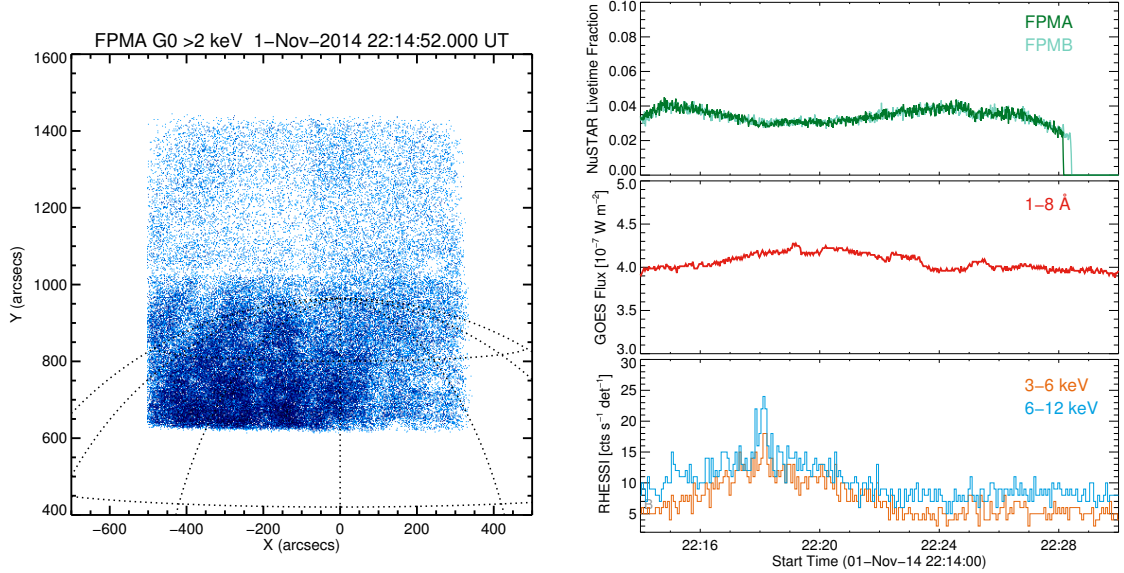 FPMA G0 >2 keV 1-Nov-2014 22:14:52.000 UT
1600
1400
1200
1000
800
600
400
Y (arcsecs)
−600 −400 −200 0 200 400
X (arcsecs)
FPMA
FPMB
0.10
0.08
0.06
0.04
0.02
0.00
NuSTAR Livetime Fraction
1−8 Å
5.0
4.5
4.0
3.5
3.0
GOES Flux [10⁻⁷ W m⁻²]
3−6 keV
6−12 keV
30
25
20
15
10
5
RHESSI [cts s⁻¹ det⁻¹]
22:16 22:20 22:24 22:28
Start Time (01-Nov-14 22:14:00)